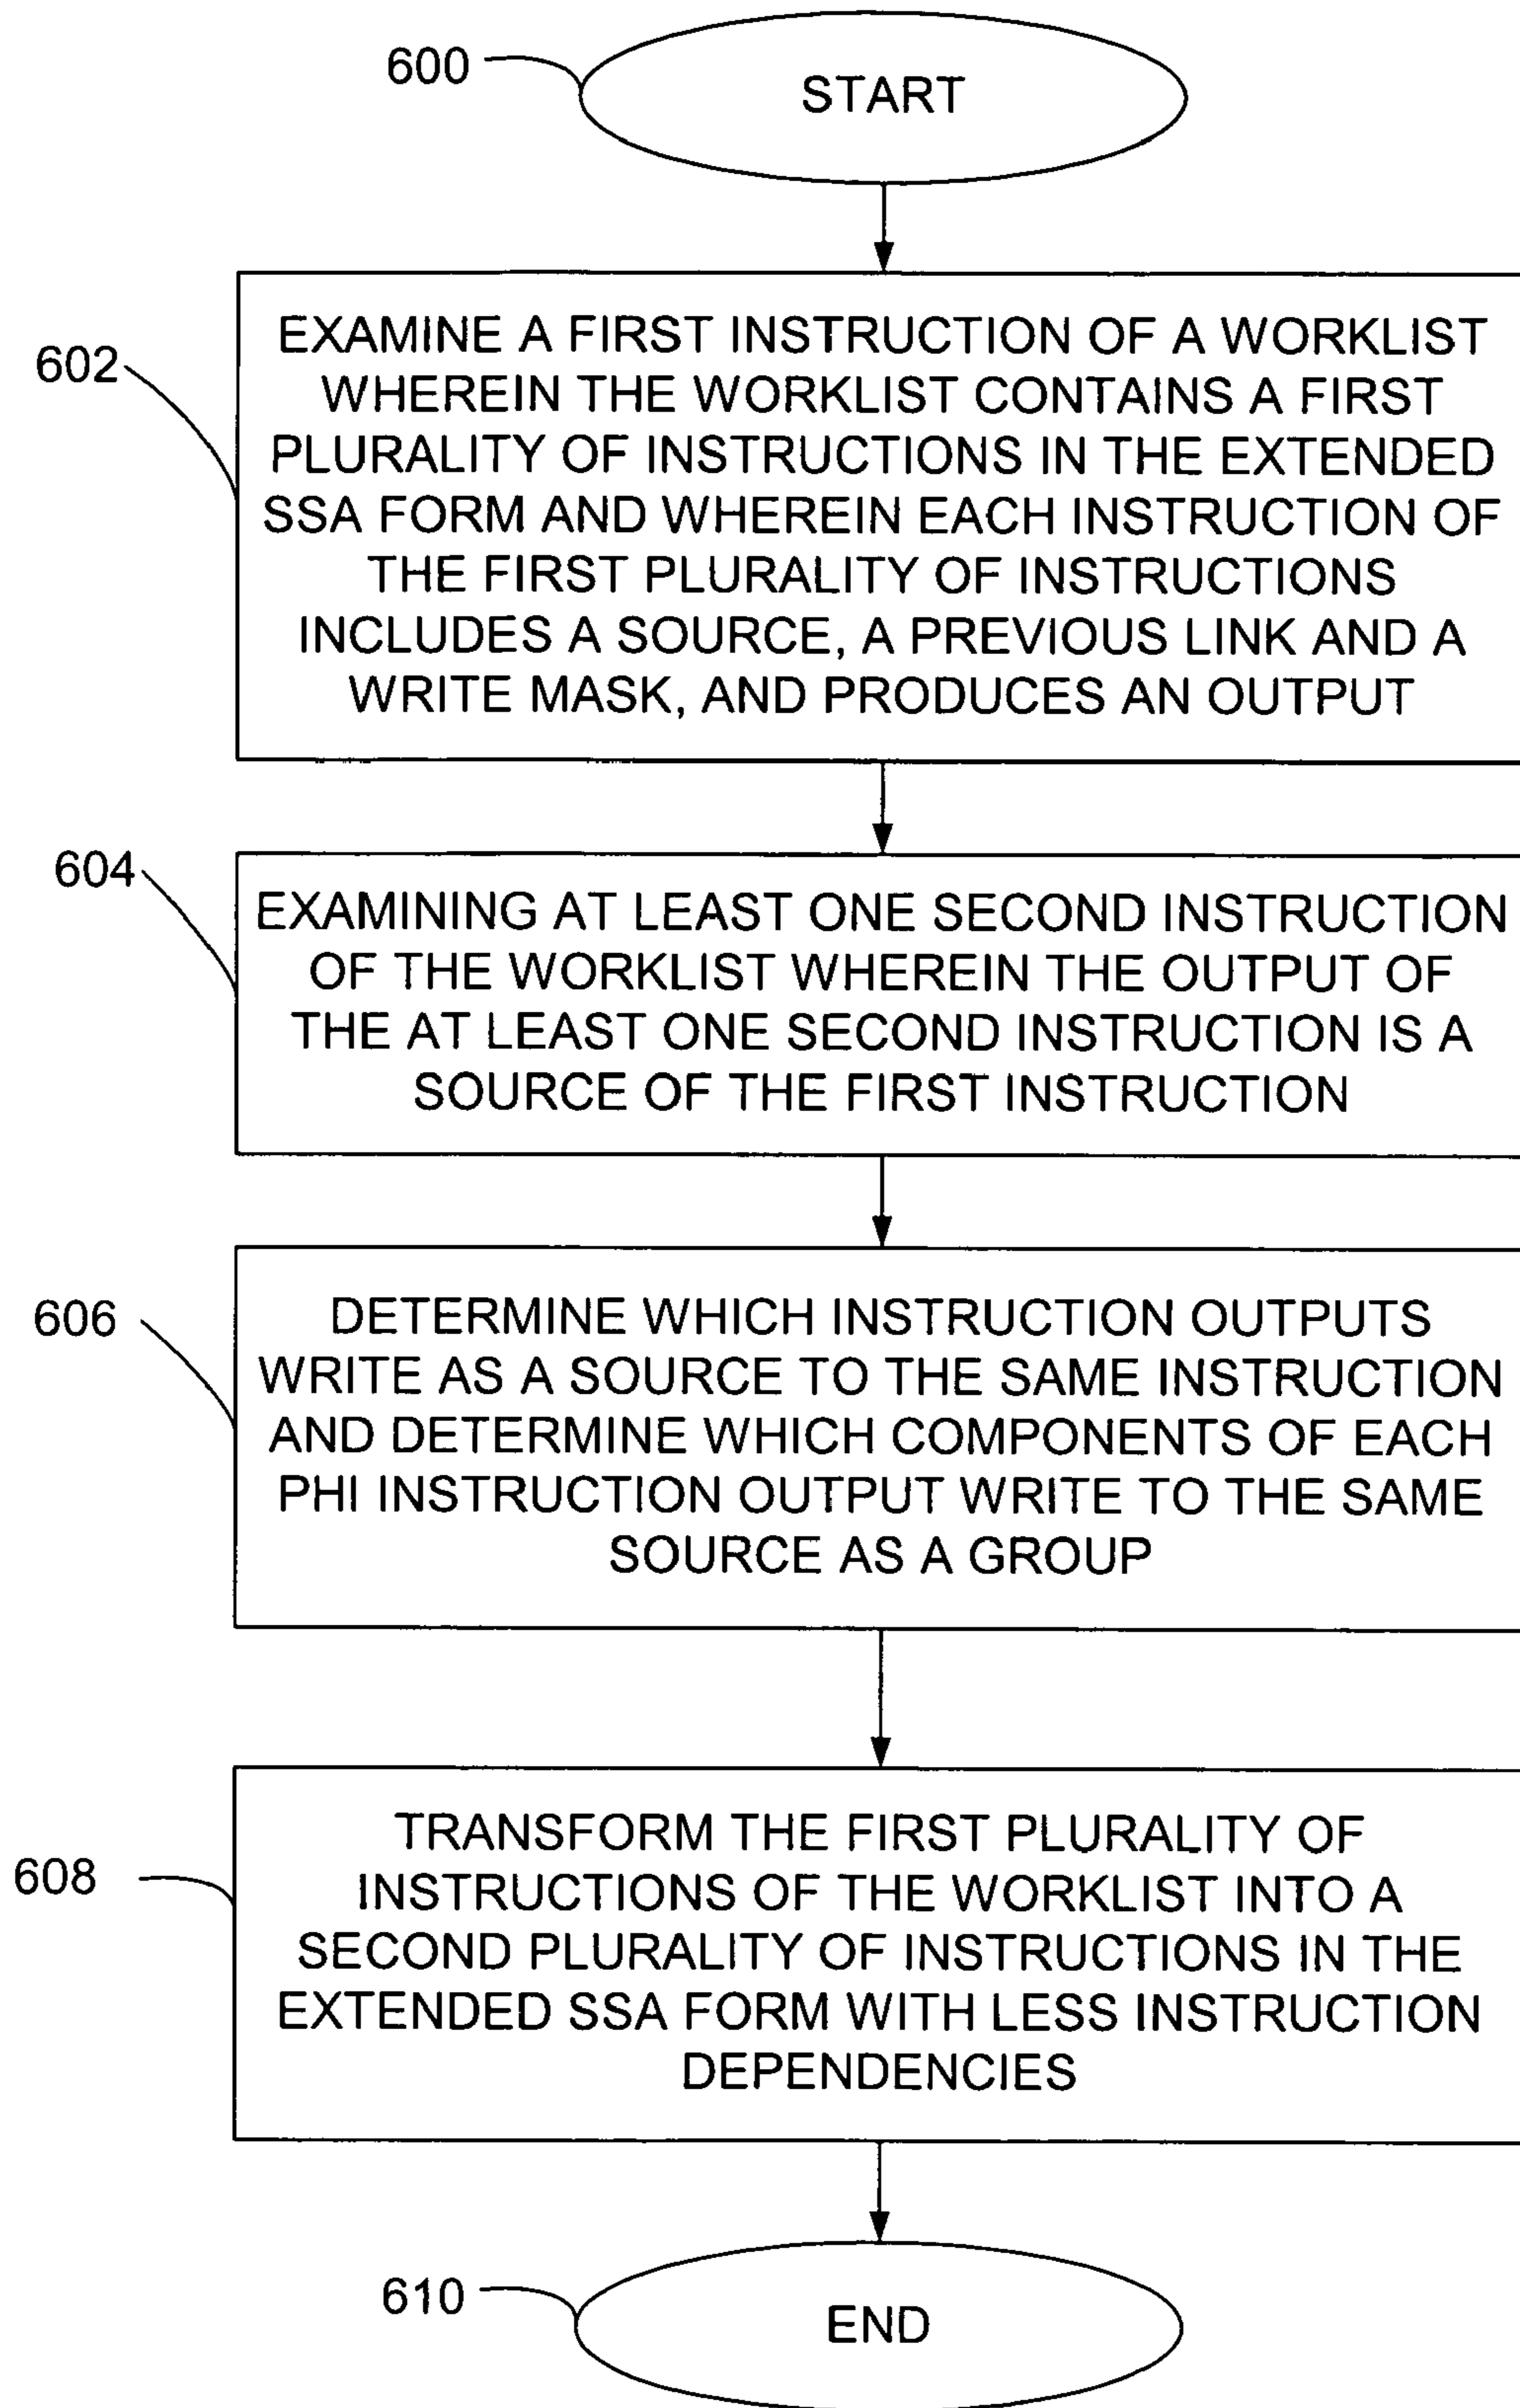 600
START
602
EXAMINE A FIRST INSTRUCTION OF A WORKLIST
WHEREIN THE WORKLIST CONTAINS A FIRST
PLURALITY OF INSTRUCTIONS IN THE EXTENDED
SSA FORM AND WHEREIN EACH INSTRUCTION OF
THE FIRST PLURALITY OF INSTRUCTIONS
INCLUDES A SOURCE, A PREVIOUS LINK AND A
WRITE MASK, AND PRODUCES AN OUTPUT
604
EXAMINING AT LEAST ONE SECOND INSTRUCTION
OF THE WORKLIST WHEREIN THE OUTPUT OF
THE AT LEAST ONE SECOND INSTRUCTION IS A
SOURCE OF THE FIRST INSTRUCTION
606
DETERMINE WHICH INSTRUCTION OUTPUTS
WRITE AS A SOURCE TO THE SAME INSTRUCTION
AND DETERMINE WHICH COMPONENTS OF EACH
PHI INSTRUCTION OUTPUT WRITE TO THE SAME
SOURCE AS A GROUP
608
TRANSFORM THE FIRST PLURALITY OF
INSTRUCTIONS OF THE WORKLIST INTO A
SECOND PLURALITY OF INSTRUCTIONS IN THE
EXTENDED SSA FORM WITH LESS INSTRUCTION
DEPENDENCIES
610
END